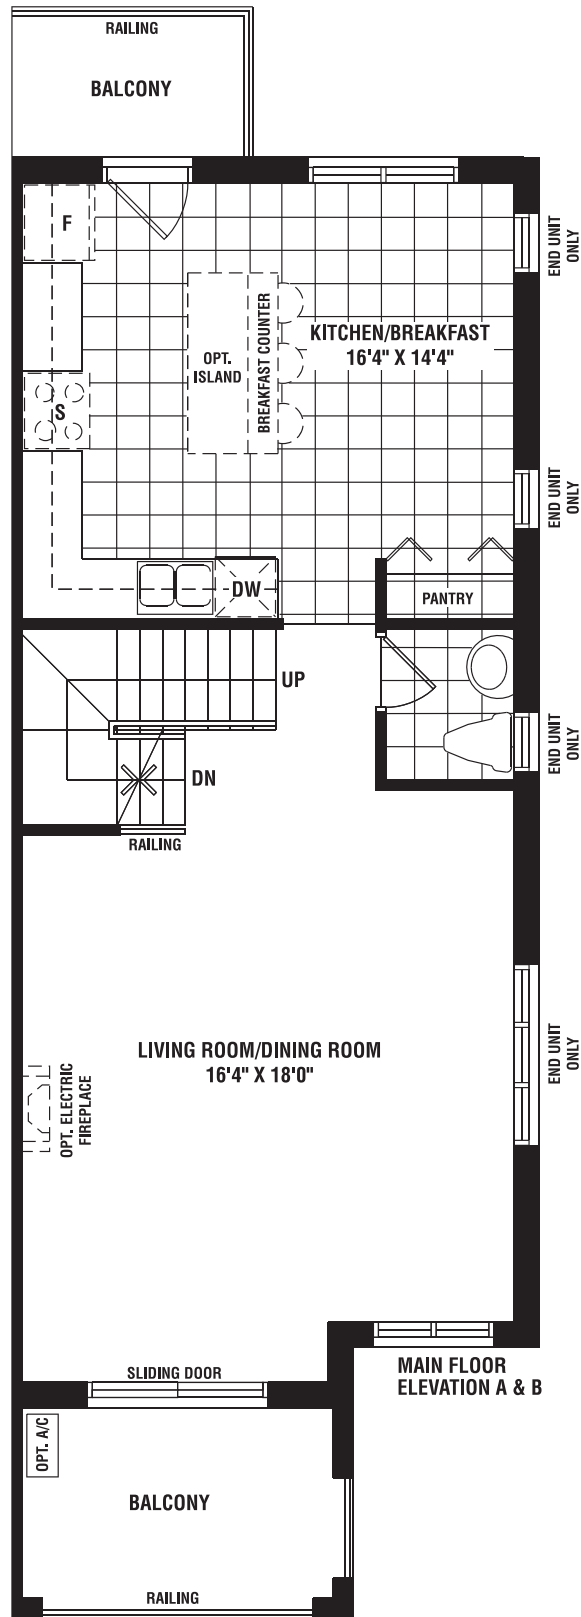 RAILING
BALCONY
F
END UNIT
ONLY
KITCHEN/BREAKFAST
16'4" X 14'4"
OPT.
ISLAND
BREAKFAST COUNTER
S
END UNIT
ONLY
DW
PANTRY
UP
END UNIT
ONLY
DN
RAILING
LIVING ROOM/DINING ROOM
16'4" X 18'0"
END UNIT
ONLY
OPT. ELECTRIC
FIREPLACE
SLIDING DOOR
MAIN FLOOR
ELEVATION A & B
OPT. A/C
BALCONY
RAILING